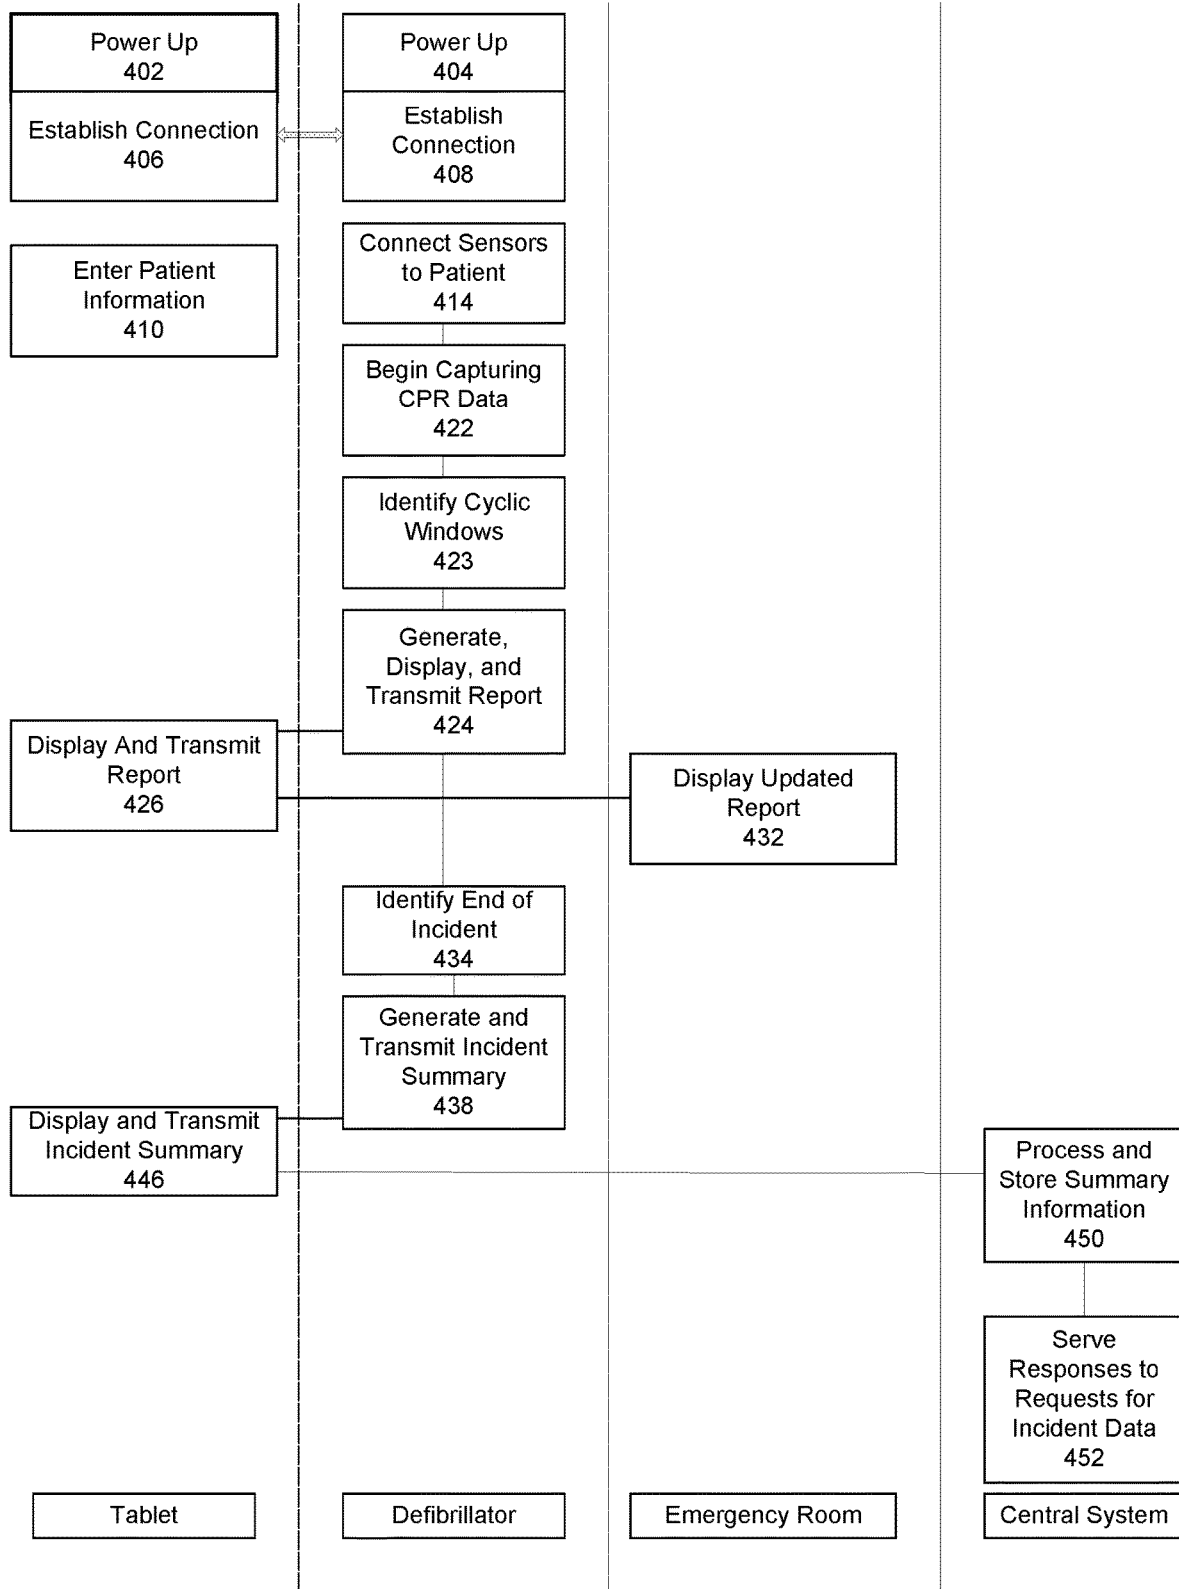 Power Up
402
Power Up
404
Establish Connection
406
Establish
Connection
408
Enter Patient
Information
410
Connect Sensors
to Patient
414
Begin Capturing
CPR Data
422
Identify Cyclic
Windows
423
Generate,
Display, and
Transmit Report
424
Display And Transmit
Report
426
Display Updated
Report
432
Identify End of
Incident
434
Generate and
Transmit Incident
Summary
438
Display and Transmit
Incident Summary
446
Process and
Store Summary
Information
450
Serve
Responses to
Requests for
Incident Data
452
Tablet
Defibrillator
Emergency Room
Central System